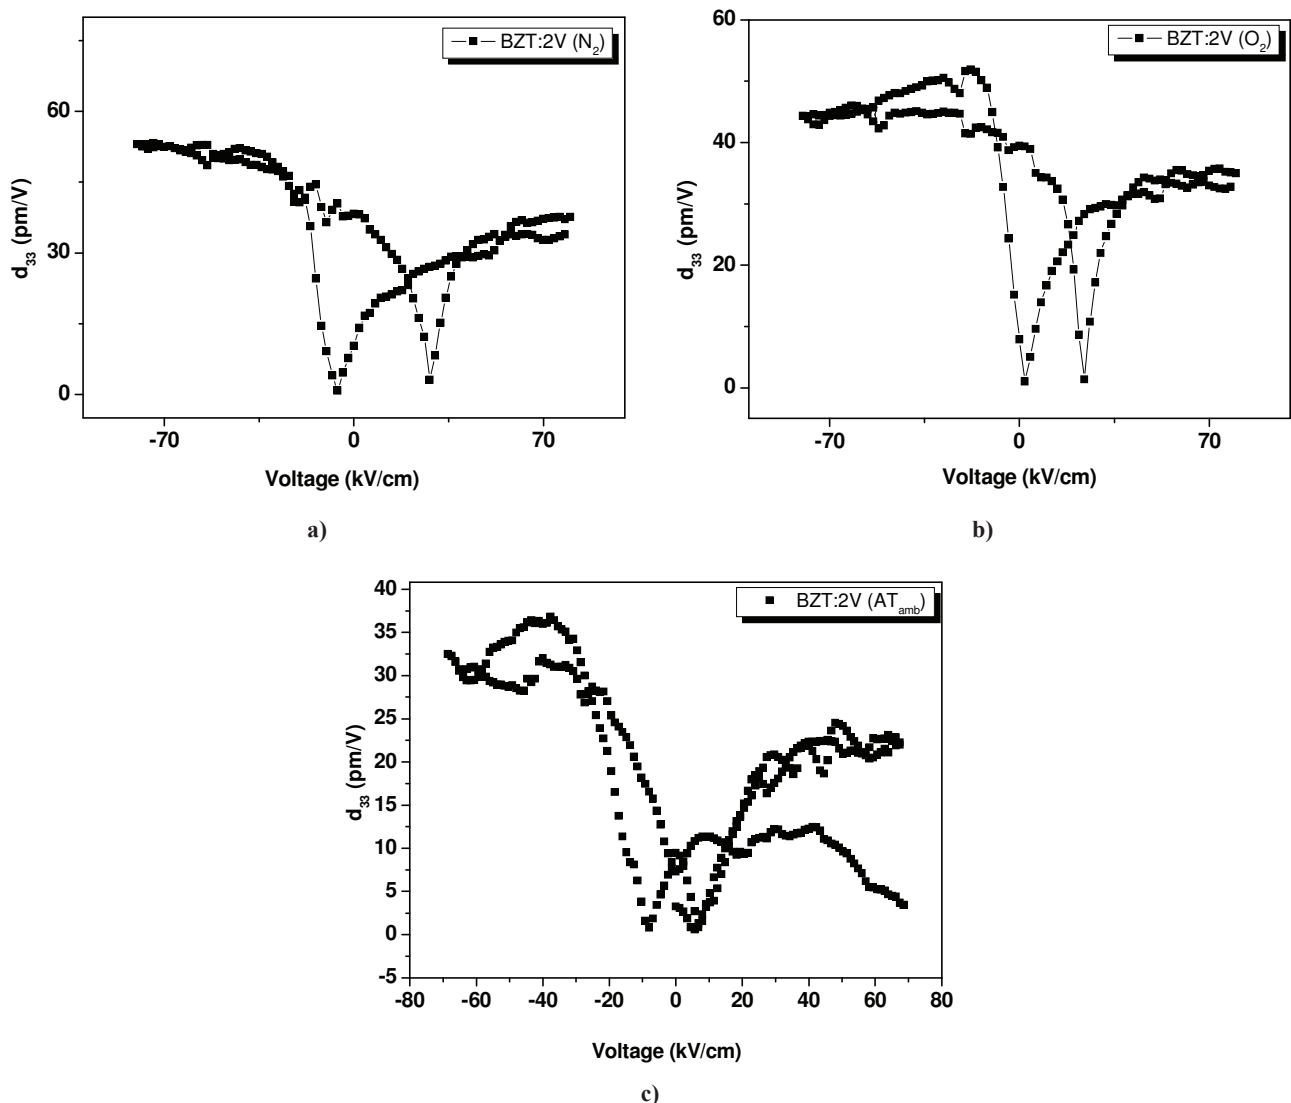 BZT:2V (N2)
60
30
0
d33 (pm/V)
-70
0
70
Voltage (kV/cm)
a)
BZT:2V (O2)
60
40
20
0
d33 (pm/V)
-70
0
70
Voltage (kV/cm)
b)
BZT:2V (ATamb)
40
35
30
25
20
15
10
5
0
-5
d33 (pm/V)
-80 -60 -40 -20 0 20 40 60 80
Voltage (kV/cm)
c)